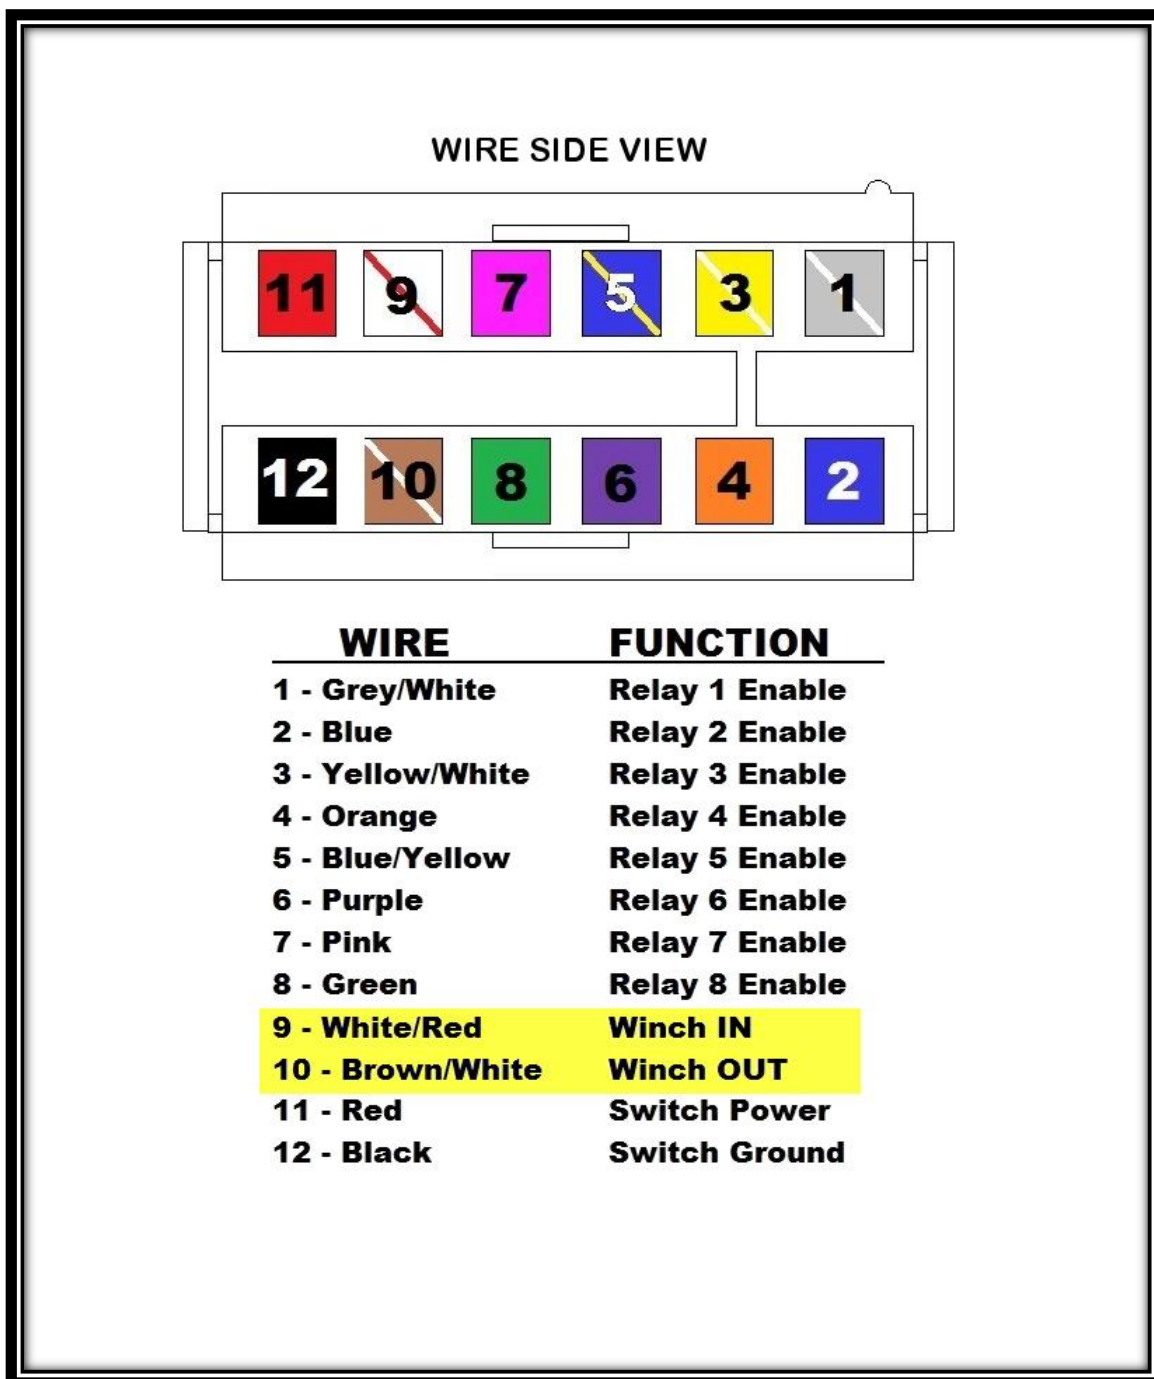 WIRE SIDE VIEW
11 9 7 5 3 1
12 10 8 6 4 2
WIRE FUNCTION
1 - Grey/White Relay 1 Enable
2 - Blue Relay 2 Enable
3 - Yellow/White Relay 3 Enable
4 - Orange Relay 4 Enable
5 - Blue/Yellow Relay 5 Enable
6 - Purple Relay 6 Enable
7 - Pink Relay 7 Enable
8 - Green Relay 8 Enable
9 - White/Red Winch IN
10 - Brown/White Winch OUT
11 - Red Switch Power
12 - Black Switch Ground